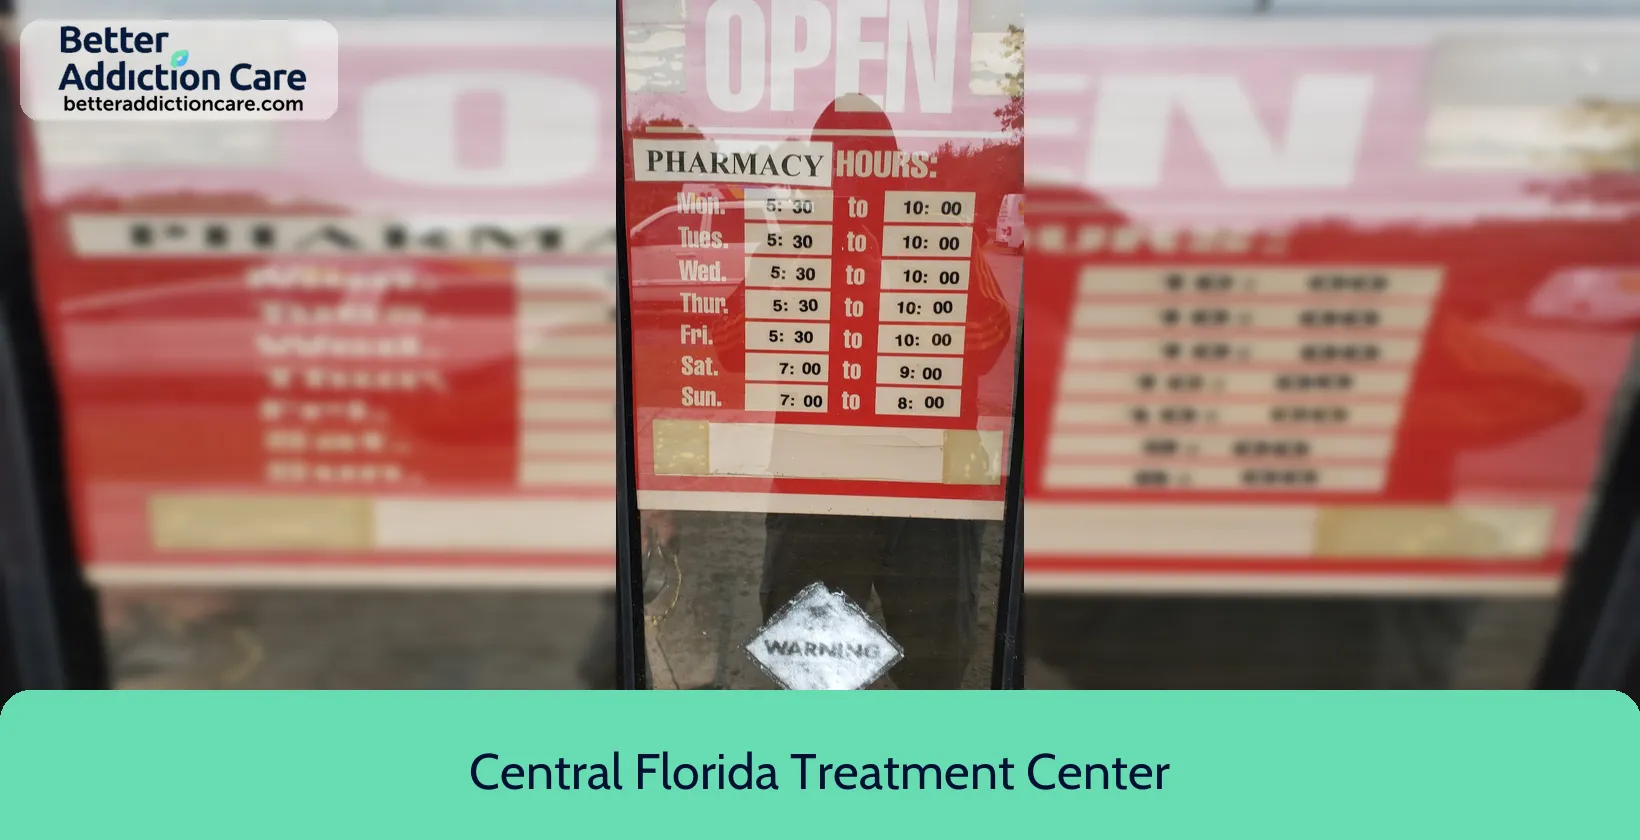 Better
Addiction Care
betteraddictioncare.com
OPEN
PHARMACY HOURS:
Mon. 5: 30 to 10: 00
Tues. 5: 30 to 10: 00
Wed. 5: 30 to 10: 00
Thur. 5: 30 to 10: 00
Fri. 5: 30 to 10: 00
Sat. 7: 00 to 9: 00
Sun. 7: 00 to 8: 00
WARNING
Central Florida Treatment Center